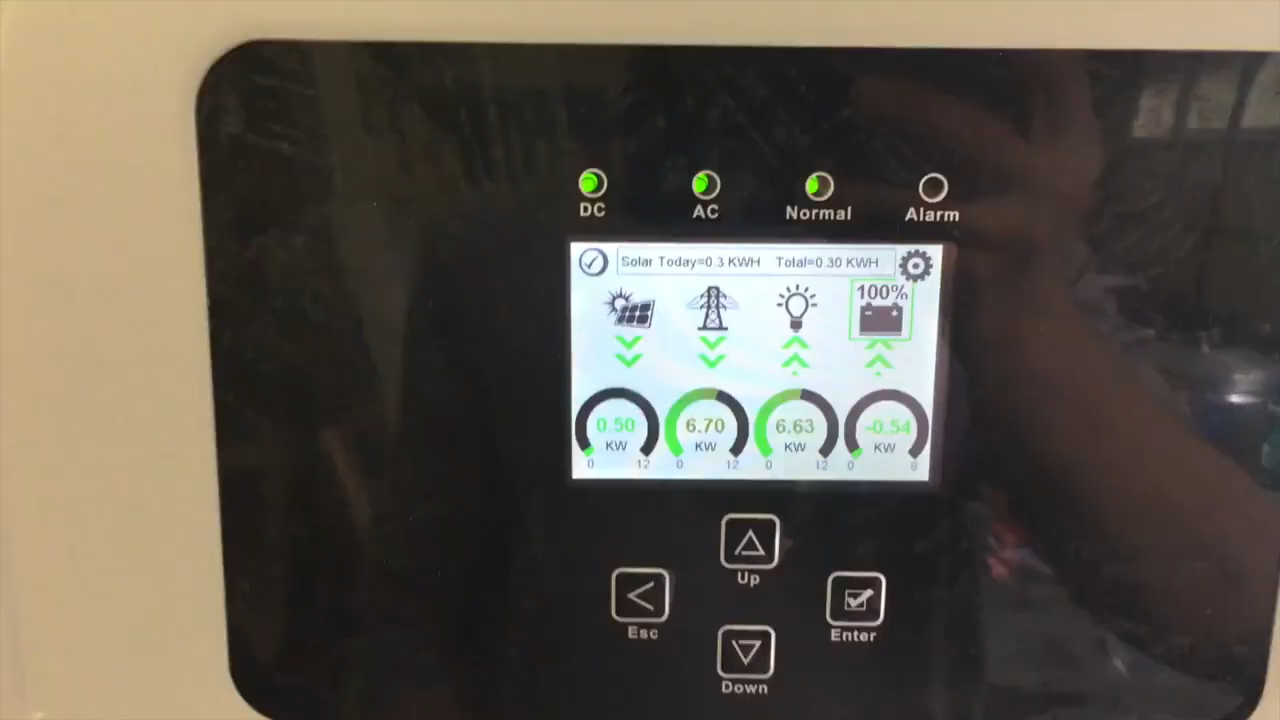 DC AC Normal Alarm
Solar Today=0.3 KWH Total=0.30 KWH
100%
0.50 6.70 6.63 -0.54
KW KW KW KW
0 12 0 12 0 12 0 8
Up
Esc Enter
Down